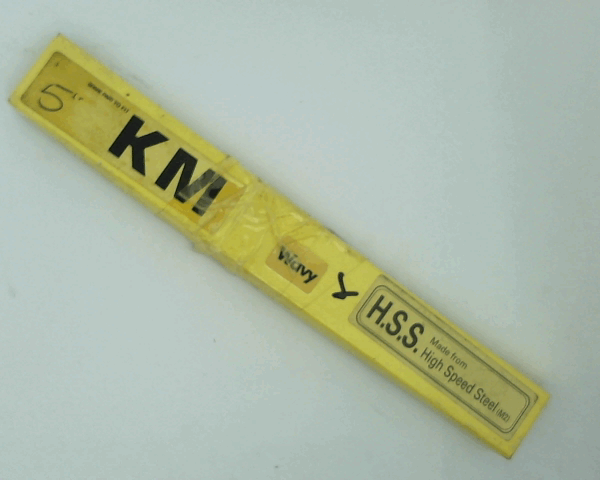 5"
KM
Wavy
H.S.S.
Made from
High Speed Steel (M2)